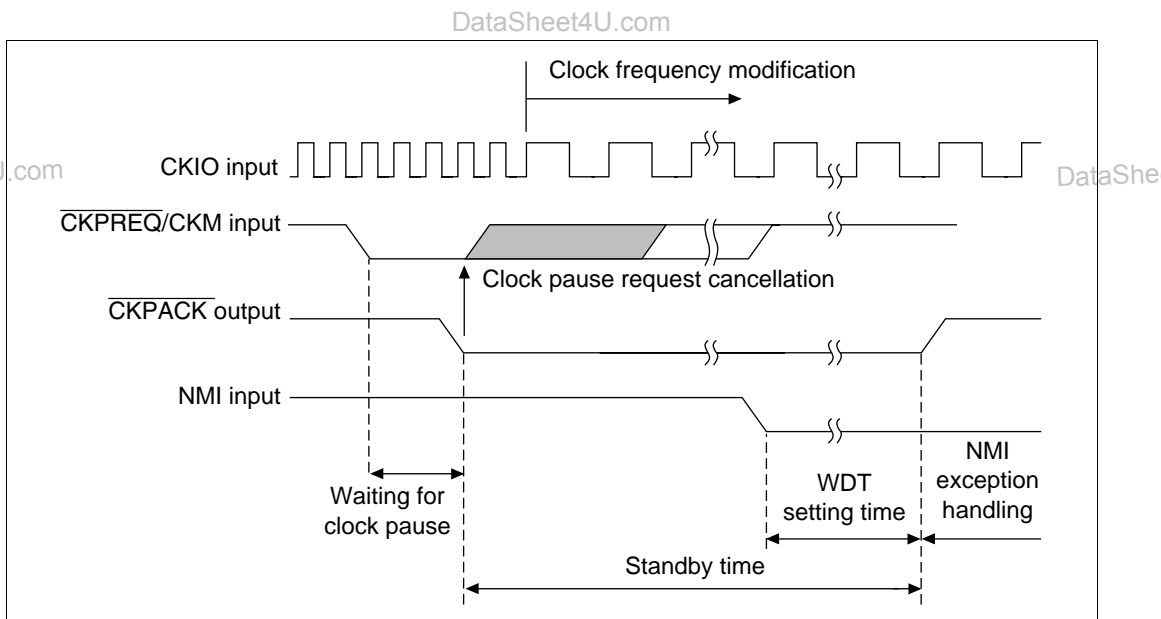 DataSheet4U.com
Clock frequency modification
CKIO input
U.com
DataShe
CKPREQ/CKM input
Clock pause request cancellation
CKPACK output
NMI input
Waiting for
clock pause
WDT
setting time
NMI
exception
handling
Standby time